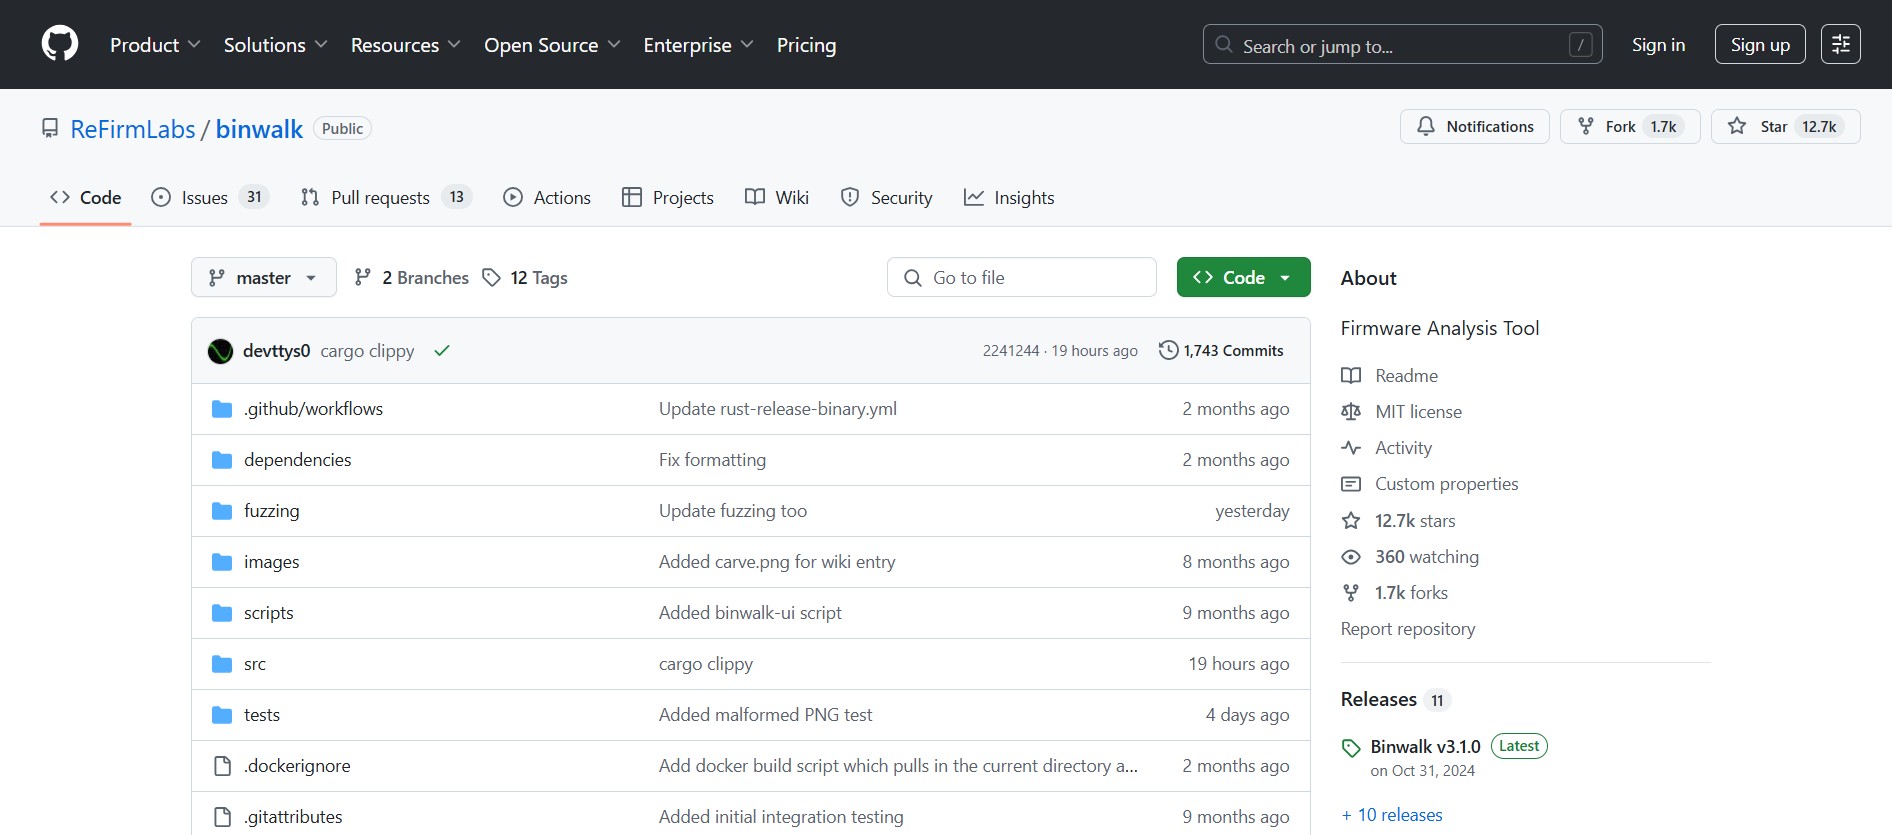 Product Solutions Resources Open Source Enterprise Pricing Search or jump to... / Sign in Sign up
ReFirmLabs / binwalk Public Notifications Fork 1.7k Star 12.7k
Code Issues 31 Pull requests 13 Actions Projects Wiki Security Insights
master 2 Branches 12 Tags Go to file Code
devttys0 cargo clippy 2241244 · 19 hours ago 1,743 Commits
.github/workflows Update rust-release-binary.yml 2 months ago
dependencies Fix formatting 2 months ago
fuzzing Update fuzzing too yesterday
images Added carve.png for wiki entry 8 months ago
scripts Added binwalk-ui script 9 months ago
src cargo clippy 19 hours ago
tests Added malformed PNG test 4 days ago
.dockerignore Add docker build script which pulls in the current directory a... 2 months ago
.gitattributes Added initial integration testing 9 months ago
About
Firmware Analysis Tool
Readme
MIT license
Activity
Custom properties
12.7k stars
360 watching
1.7k forks
Report repository
Releases 11
Binwalk v3.1.0 Latest
on Oct 31, 2024
+ 10 releases